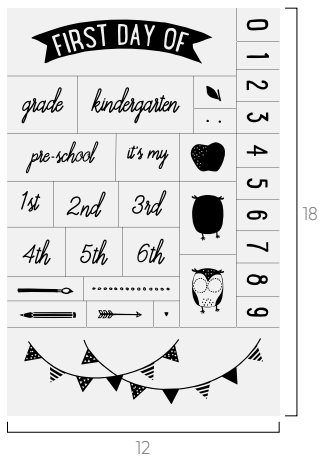 FIRST DAY OF
grade kindergarten
pre-school it's my
1st 2nd 3rd
4th 5th 6th
0
1
2
3
4
5
6
7
8
9
18
12